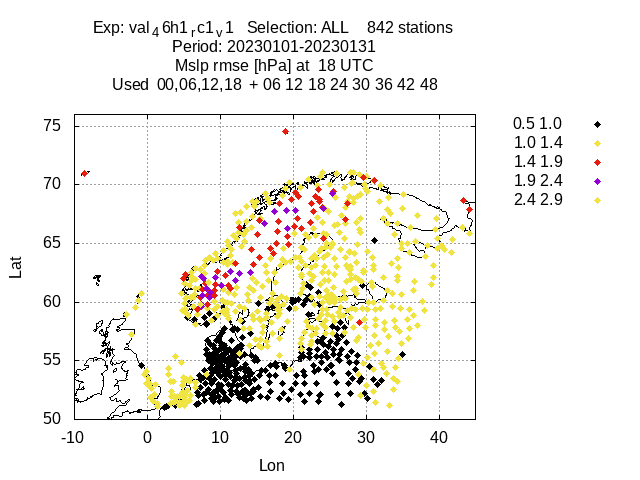 Exp: val46h1rc1v1 Selection: ALL 842 stations
Period: 20230101-20230131
Mslp rmse [hPa] at 18 UTC
Used 00,06,12,18 + 06 12 18 24 30 36 42 48
0.5 1.0
1.0 1.4
1.4 1.9
1.9 2.4
2.4 2.9
75
70
65
60
55
50
Lat
-10 0 10 20 30 40
Lon